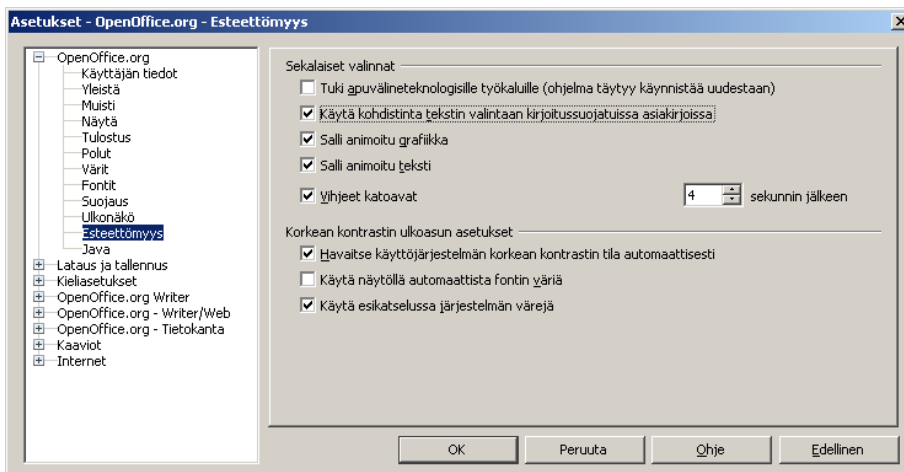 Asetukset - OpenOffice.org - Esteettömyys
OpenOffice.org
Käyttäjän tiedot
Yleistä
Muisti
Näytä
Tulostus
Polut
Värit
Fontit
Suojaus
Ulkonäkö
Esteettömyys
Java
Lataus ja tallennus
Kieliasetukset
OpenOffice.org Writer
OpenOffice.org - Writer/Web
OpenOffice.org - Tietokanta
Kaaviot
Internet
Sekalaiset valinnat
Tuki apuvälineteknologisille työkaluille (ohjelma täytyy käynnistää uudestaan)
Käytä kohdistinta tekstin valintaan kirjoitussuojatuissa asiakirjoissa
Salli animoitu grafiikka
Salli animoitu teksti
Vihjeet katoavat 4 sekunnin jälkeen
Korkean kontrastin ulkoasun asetukset
Havaitse käyttöjärjestelmän korkean kontrastin tila automaattisesti
Käytä näytöllä automaattista fontin väriä
Käytä esikatselussa järjestelmän värejä
OK Peruuta Ohje Edellinen